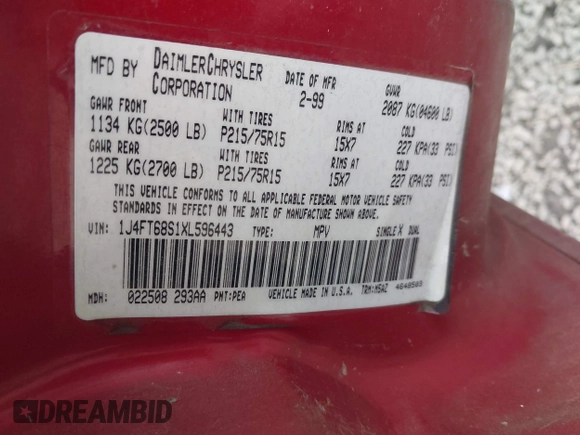 MFD BY DAIMLERCHRYSLER CORPORATION DATE OF MFR 2-99 GVWR 2087 KG(04600 LB)
GAWR FRONT WITH TIRES RIMS AT COLD
1134 KG(2500 LB) P215/75R15 15X7 227 KPA(33 PSI)
GAWR REAR WITH TIRES RIMS AT COLD
1225 KG(2700 LB) P215/75R15 15X7 227 KPA(33 PSI)
THIS VEHICLE CONFORMS TO ALL APPLICABLE FEDERAL MOTOR VEHICLE SAFETY
STANDARDS IN EFFECT ON THE DATE OF MANUFACTURE SHOWN ABOVE.
VIN: 1J4FT68S1XL596443 TYPE: MPV SINGLE X DUAL
MDH: 022508 293AA PNT:PEA VEHICLE MADE IN U.S.A. TRM:M5AZ 4648503
DREAMBID